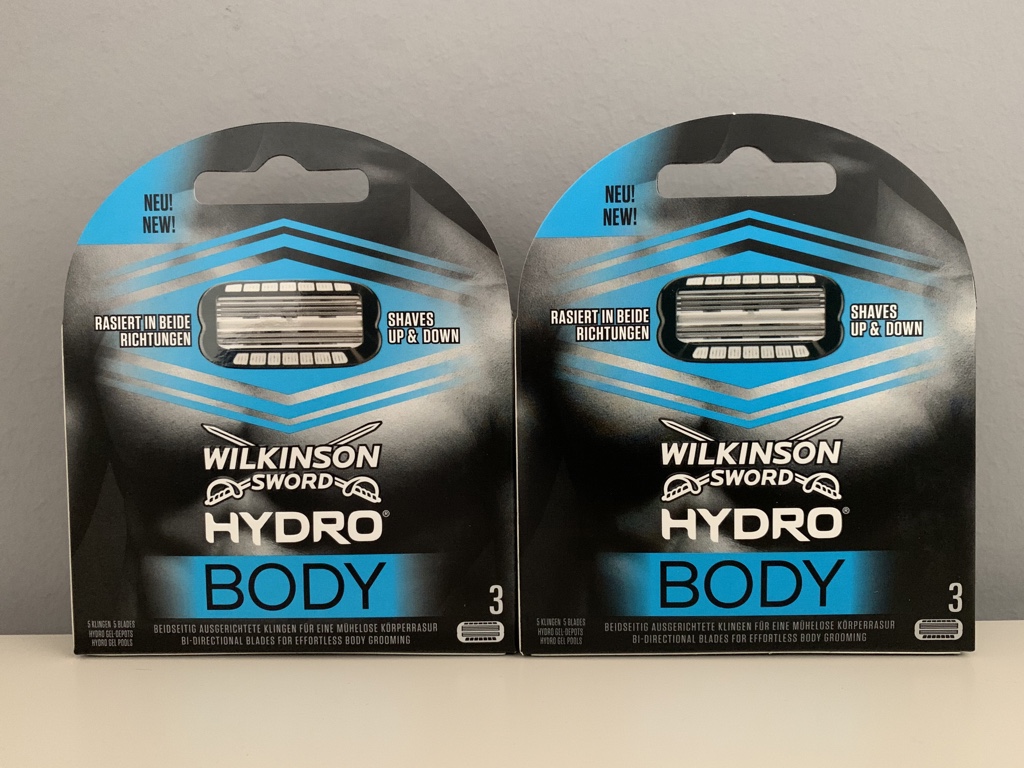 NEU!
NEW!
RASIERT IN BEIDE
RICHTUNGEN
SHAVES
UP & DOWN
WILKINSON
SWORD
HYDRO®
BODY
3
5 KLINGEN 5 BLADES
HYDRO GEL-DEPOTS
HYDRO GEL POOLS
BEIDSEITIG AUSGERICHTETE KLINGEN FÜR EINE MÜHELOSE KÖRPERRASUR
BI-DIRECTIONAL BLADES FOR EFFORTLESS BODY GROOMING
NEU!
NEW!
RASIERT IN BEIDE
RICHTUNGEN
SHAVES
UP & DOWN
WILKINSON
SWORD
HYDRO®
BODY
3
5 KLINGEN 5 BLADES
HYDRO GEL-DEPOTS
HYDRO GEL POOLS
BEIDSEITIG AUSGERICHTETE KLINGEN FÜR EINE MÜHELOSE KÖRPERRASUR
BI-DIRECTIONAL BLADES FOR EFFORTLESS BODY GROOMING